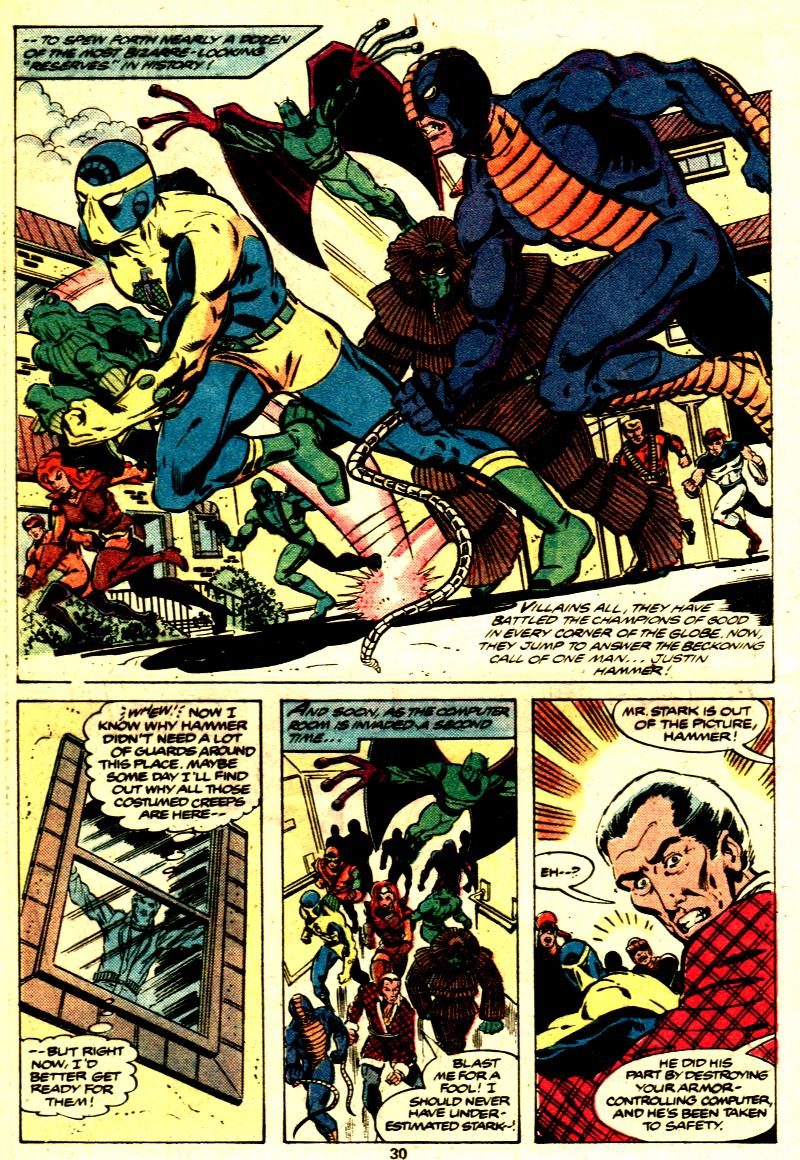 --TO SPEW FORTH NEARLY A DOZEN
OF THE MOST BIZARRE-LOOKING
"RESERVES" IN HISTORY!
VILLAINS ALL, THEY HAVE
BATTLED THE CHAMPIONS OF GOOD
IN EVERY CORNER OF THE GLOBE. NOW,
THEY JUMP TO ANSWER THE BECKONING
CALL OF ONE MAN... JUSTIN
HAMMER!
:WHEW!: NOW I
KNOW WHY HAMMER
DIDN'T NEED A LOT
OF GUARDS AROUND
THIS PLACE. MAYBE
SOME DAY I'LL FIND
OUT WHY ALL THOSE
COSTUMED CREEPS
ARE HERE--
--BUT RIGHT
NOW, I'D
BETTER GET
READY FOR
THEM!
AND SOON, AS THE COMPUTER
ROOM IS INVADED A SECOND
TIME...
BLAST
ME FOR A
FOOL! I
SHOULD NEVER
HAVE UNDER-
ESTIMATED STARK--!
MR. STARK IS OUT
OF THE PICTURE,
HAMMER!
EH--?
HE DID HIS
PART BY DESTROYING
YOUR ARMOR-
CONTROLLING COMPUTER,
AND HE'S BEEN TAKEN
TO SAFETY.
30